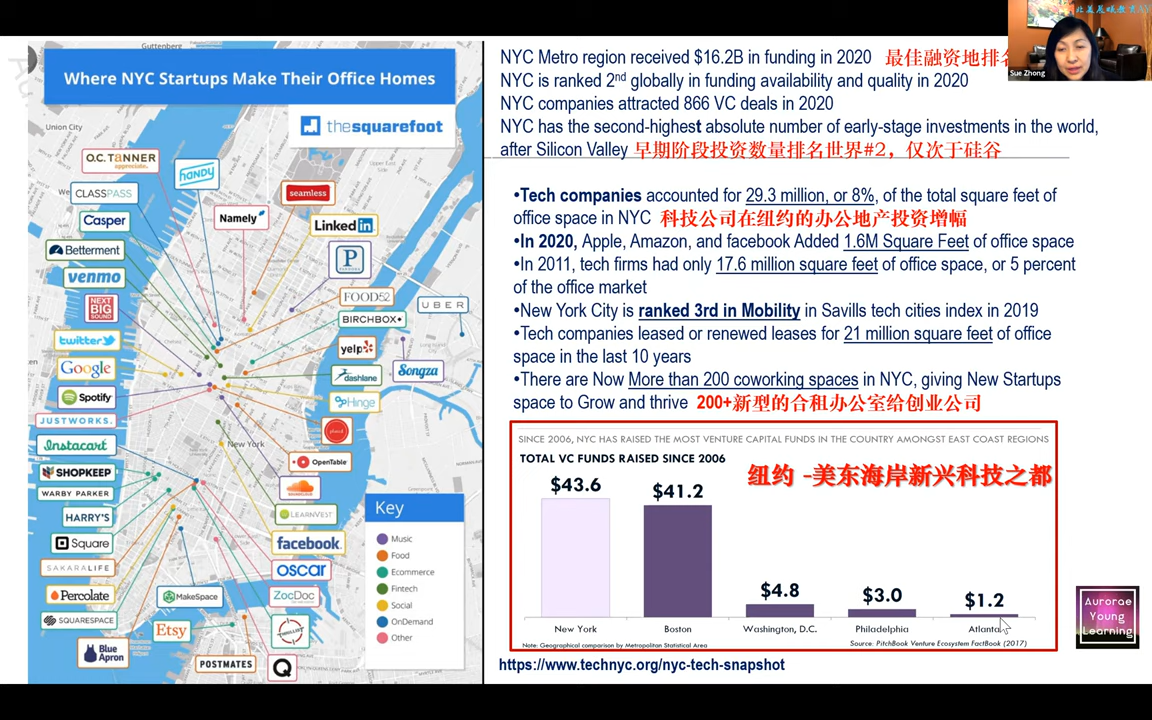 北美晨曦教育
Sue Zhong
Where NYC Startups Make Their Office Homes
thesquarefoot
Guttenberg
Union City
O.C. TANNER
appreciate.
HANDY
CLASSPASS
Casper
Betterment
venmo
NEXT
BIG
SOUND
twitter
Google
Spotify
JUSTWORKS.
Instacart
SHOPKEEP
WARBY PARKER
HARRY'S
Square
SAKARALIFE
Percolate
SQUARESPACE
Blue
Apron
Etsy
MakeSpace
POSTMATES
seamless
Namely
LinkedIn
P
PANDORA
FOOD52
BIRCHBOX
UBER
yelp
dashlane
Songza
Hinge
plated
New York
OpenTable
SOUNDCLOUD
LEARNVEST
facebook.
OSCAR
ZocDoc
THRILLIST
Q
Key
Music
Food
Ecommerce
Fintech
Social
OnDemand
Other
NYC Metro region received $16.2B in funding in 2020 最佳融资地排名
NYC is ranked 2nd globally in funding availability and quality in 2020
NYC companies attracted 866 VC deals in 2020
NYC has the second-highest absolute number of early-stage investments in the world,
after Silicon Valley 早期阶段投资数量排名世界#2，仅次于硅谷
•Tech companies accounted for 29.3 million, or 8%, of the total square feet of
office space in NYC 科技公司在纽约的办公地产投资增幅
•In 2020, Apple, Amazon, and facebook Added 1.6M Square Feet of office space
•In 2011, tech firms had only 17.6 million square feet of office space, or 5 percent
of the office market
•New York City is ranked 3rd in Mobility in Savills tech cities index in 2019
•Tech companies leased or renewed leases for 21 million square feet of office
space in the last 10 years
•There are Now More than 200 coworking spaces in NYC, giving New Startups
space to Grow and thrive 200+新型的合租办公室给创业公司
SINCE 2006, NYC HAS RAISED THE MOST VENTURE CAPITAL FUNDS IN THE COUNTRY AMONGST EAST COAST REGIONS
TOTAL VC FUNDS RAISED SINCE 2006
纽约 -美东海岸新兴科技之都
$43.6
$41.2
$4.8
$3.0
$1.2
New York
Boston
Washington, D.C.
Philadelphia
Atlanta
Note: Geographical comparison by Metropolitan Statistical Area
Source: PitchBook Venture Ecosystem FactBook (2017)
https://www.technyc.org/nyc-tech-snapshot
Aurorae
Young
Learning